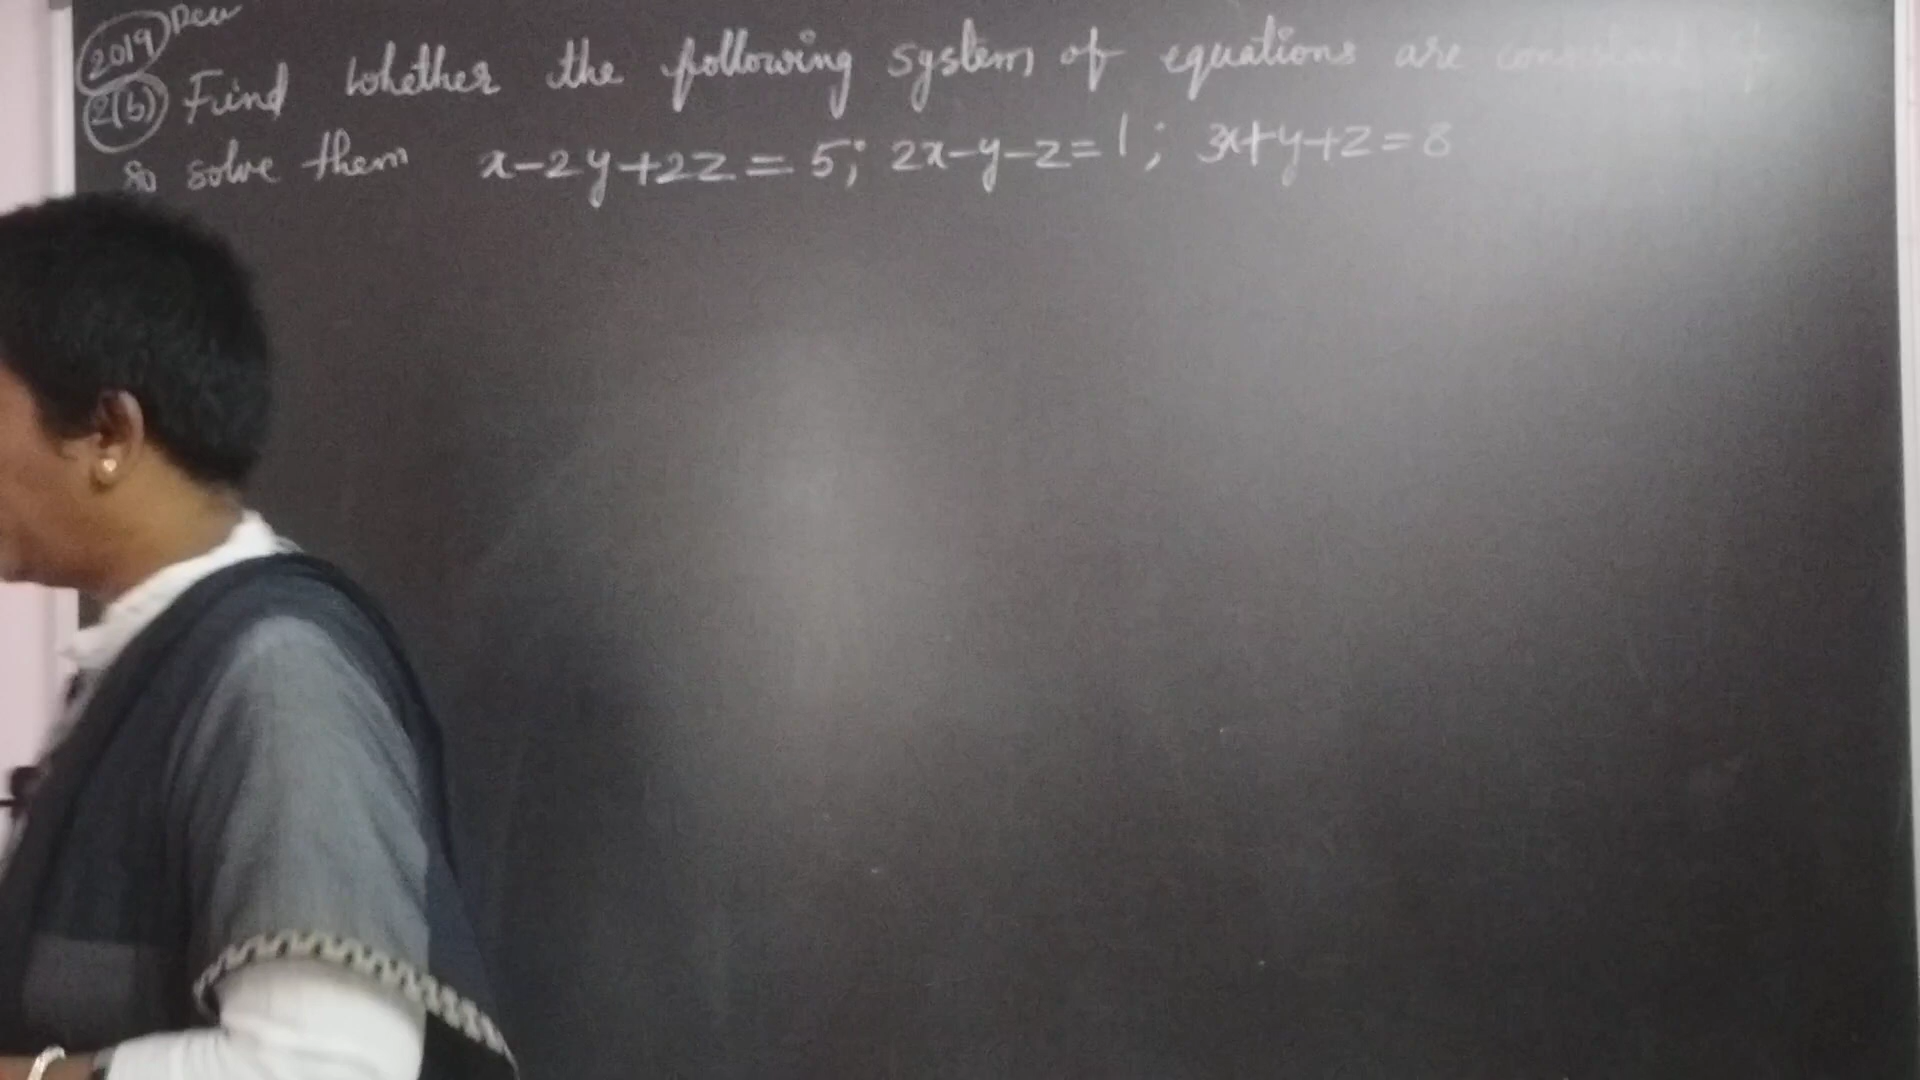 2019 Dec
2(b) Find whether the following system of equations are consistent if
so solve them x-2y+2z=5; 2x-y-z=1; 3x+y+z=8